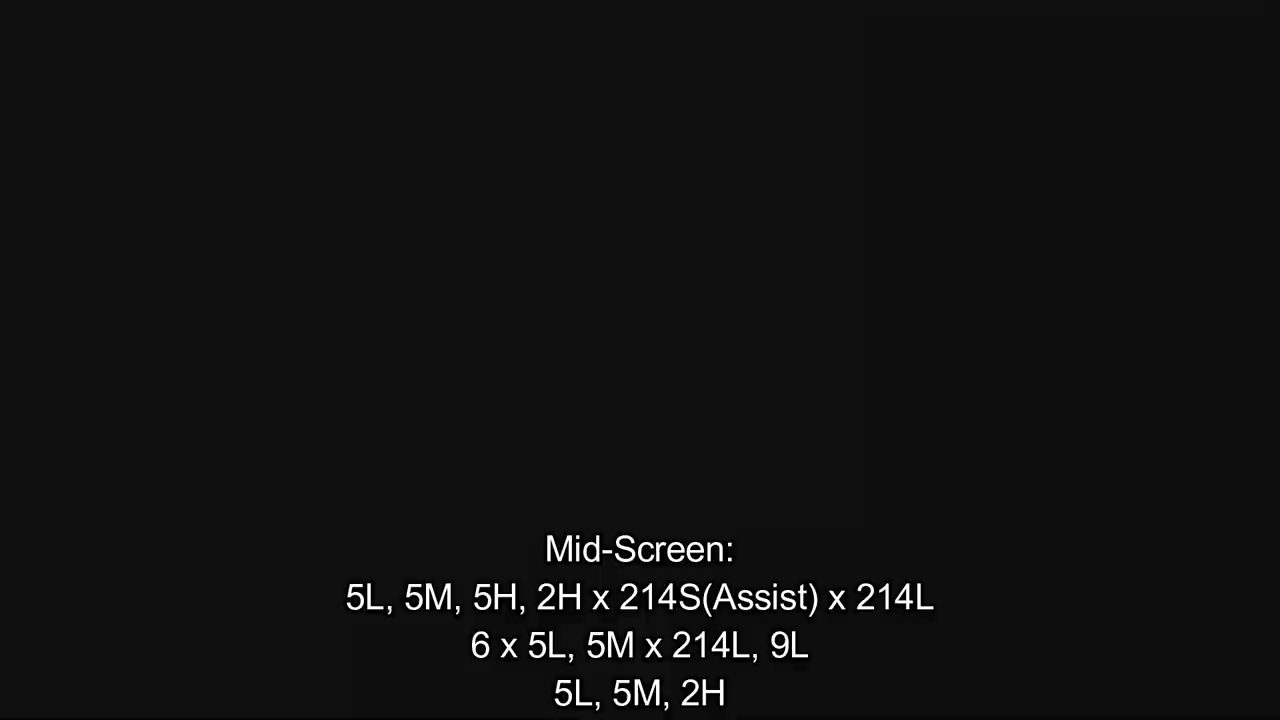 Mid-Screen:
5L, 5M, 5H, 2H x 214S(Assist) x 214L
6 x 5L, 5M x 214L, 9L
5L, 5M, 2H